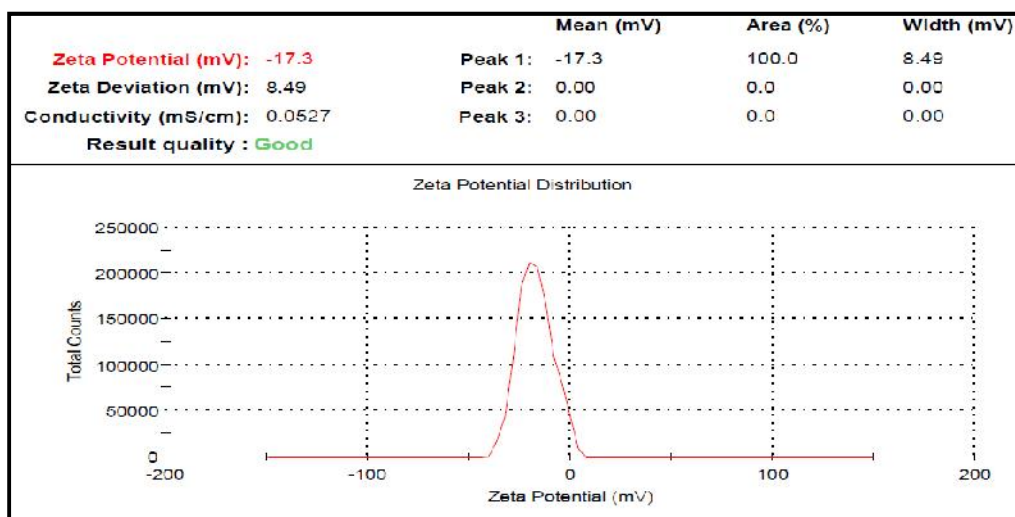 Mean (mV) Area (%) Width (mV)
Zeta Potential (mV): -17.3 Peak 1: -17.3 100.0 8.49
Zeta Deviation (mV): 8.49 Peak 2: 0.00 0.0 0.00
Conductivity (mS/cm): 0.0527 Peak 3: 0.00 0.0 0.00
Result quality : Good
Zeta Potential Distribution
250000
200000
150000
100000
50000
0
Total Counts
-200 -100 0 100 200
Zeta Potential (mV)